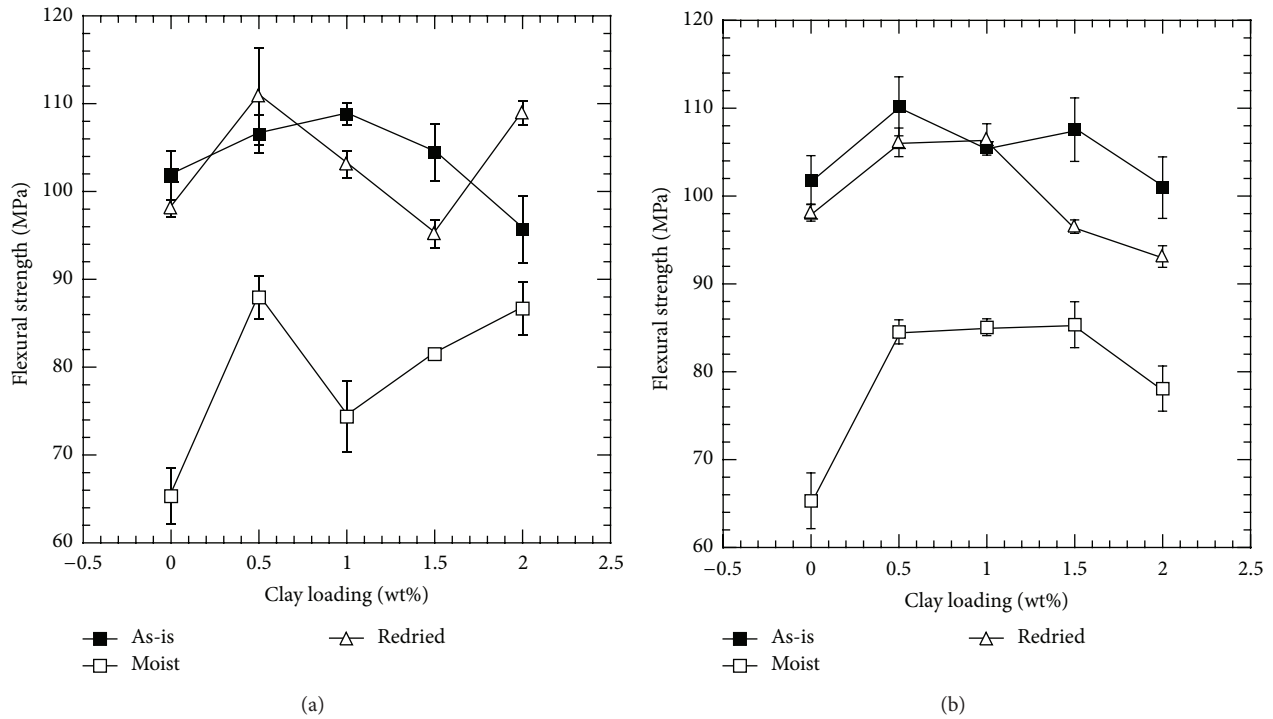 120
110
100
90
80
70
60
Flexural strength (MPa)
−0.5 0 0.5 1 1.5 2 2.5
Clay loading (wt%)
As-is Redried
Moist
(a)
120
110
100
90
80
70
60
Flexural strength (MPa)
−0.5 0 0.5 1 1.5 2 2.5
Clay loading (wt%)
As-is Redried
Moist
(b)